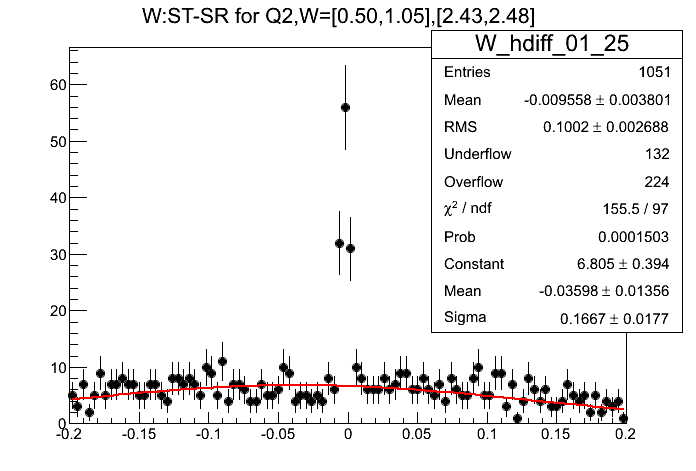 W:ST-SR for Q2,W=[0.50,1.05],[2.43,2.48]
W_hdiff_01_25
Entries 1051
Mean -0.009558 ± 0.003801
RMS 0.1002 ± 0.002688
Underflow 132
Overflow 224
χ² / ndf 155.5 / 97
Prob 0.0001503
Constant 6.805 ± 0.394
Mean -0.03598 ± 0.01356
Sigma 0.1667 ± 0.0177
60
50
40
30
20
10
0
-0.2 -0.15 -0.1 -0.05 0 0.05 0.1 0.15 0.2